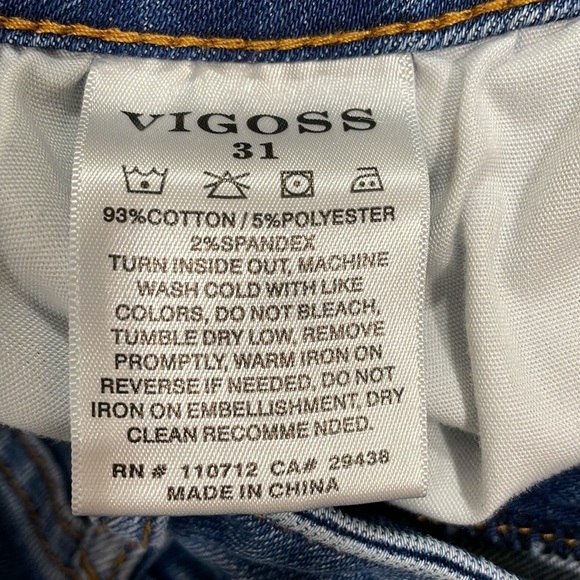 VIGOSS
31
93%COTTON / 5%POLYESTER
2%SPANDEX
TURN INSIDE OUT, MACHINE
WASH COLD WITH LIKE
COLORS, DO NOT BLEACH,
TUMBLE DRY LOW, REMOVE
PROMPTLY, WARM IRON ON
REVERSE IF NEEDED, DO NOT
IRON ON EMBELLISHMENT, DRY
CLEAN RECOMME NDED.
RN # 110712 CA# 29438
MADE IN CHINA